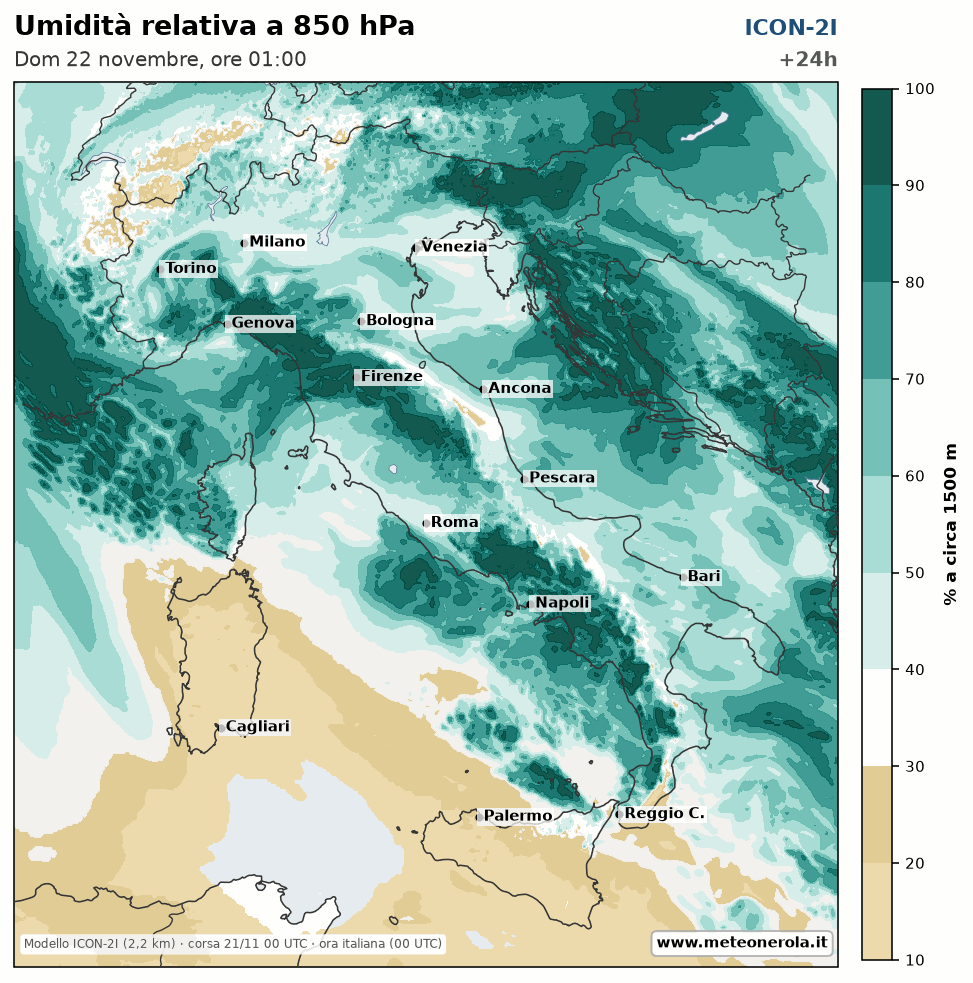 Umidità relativa a 850 hPa
ICON-2I
Dom 22 novembre, ore 01:00
+24h
Milano
Venezia
Torino
Genova
Bologna
Firenze
Ancona
Pescara
Roma
Bari
Napoli
Cagliari
Palermo
Reggio C.
100
90
80
70
60
50
40
30
20
10
% a circa 1500 m
Modello ICON-2I (2,2 km) · corsa 21/11 00 UTC · ora italiana (00 UTC)
www.meteonerola.it